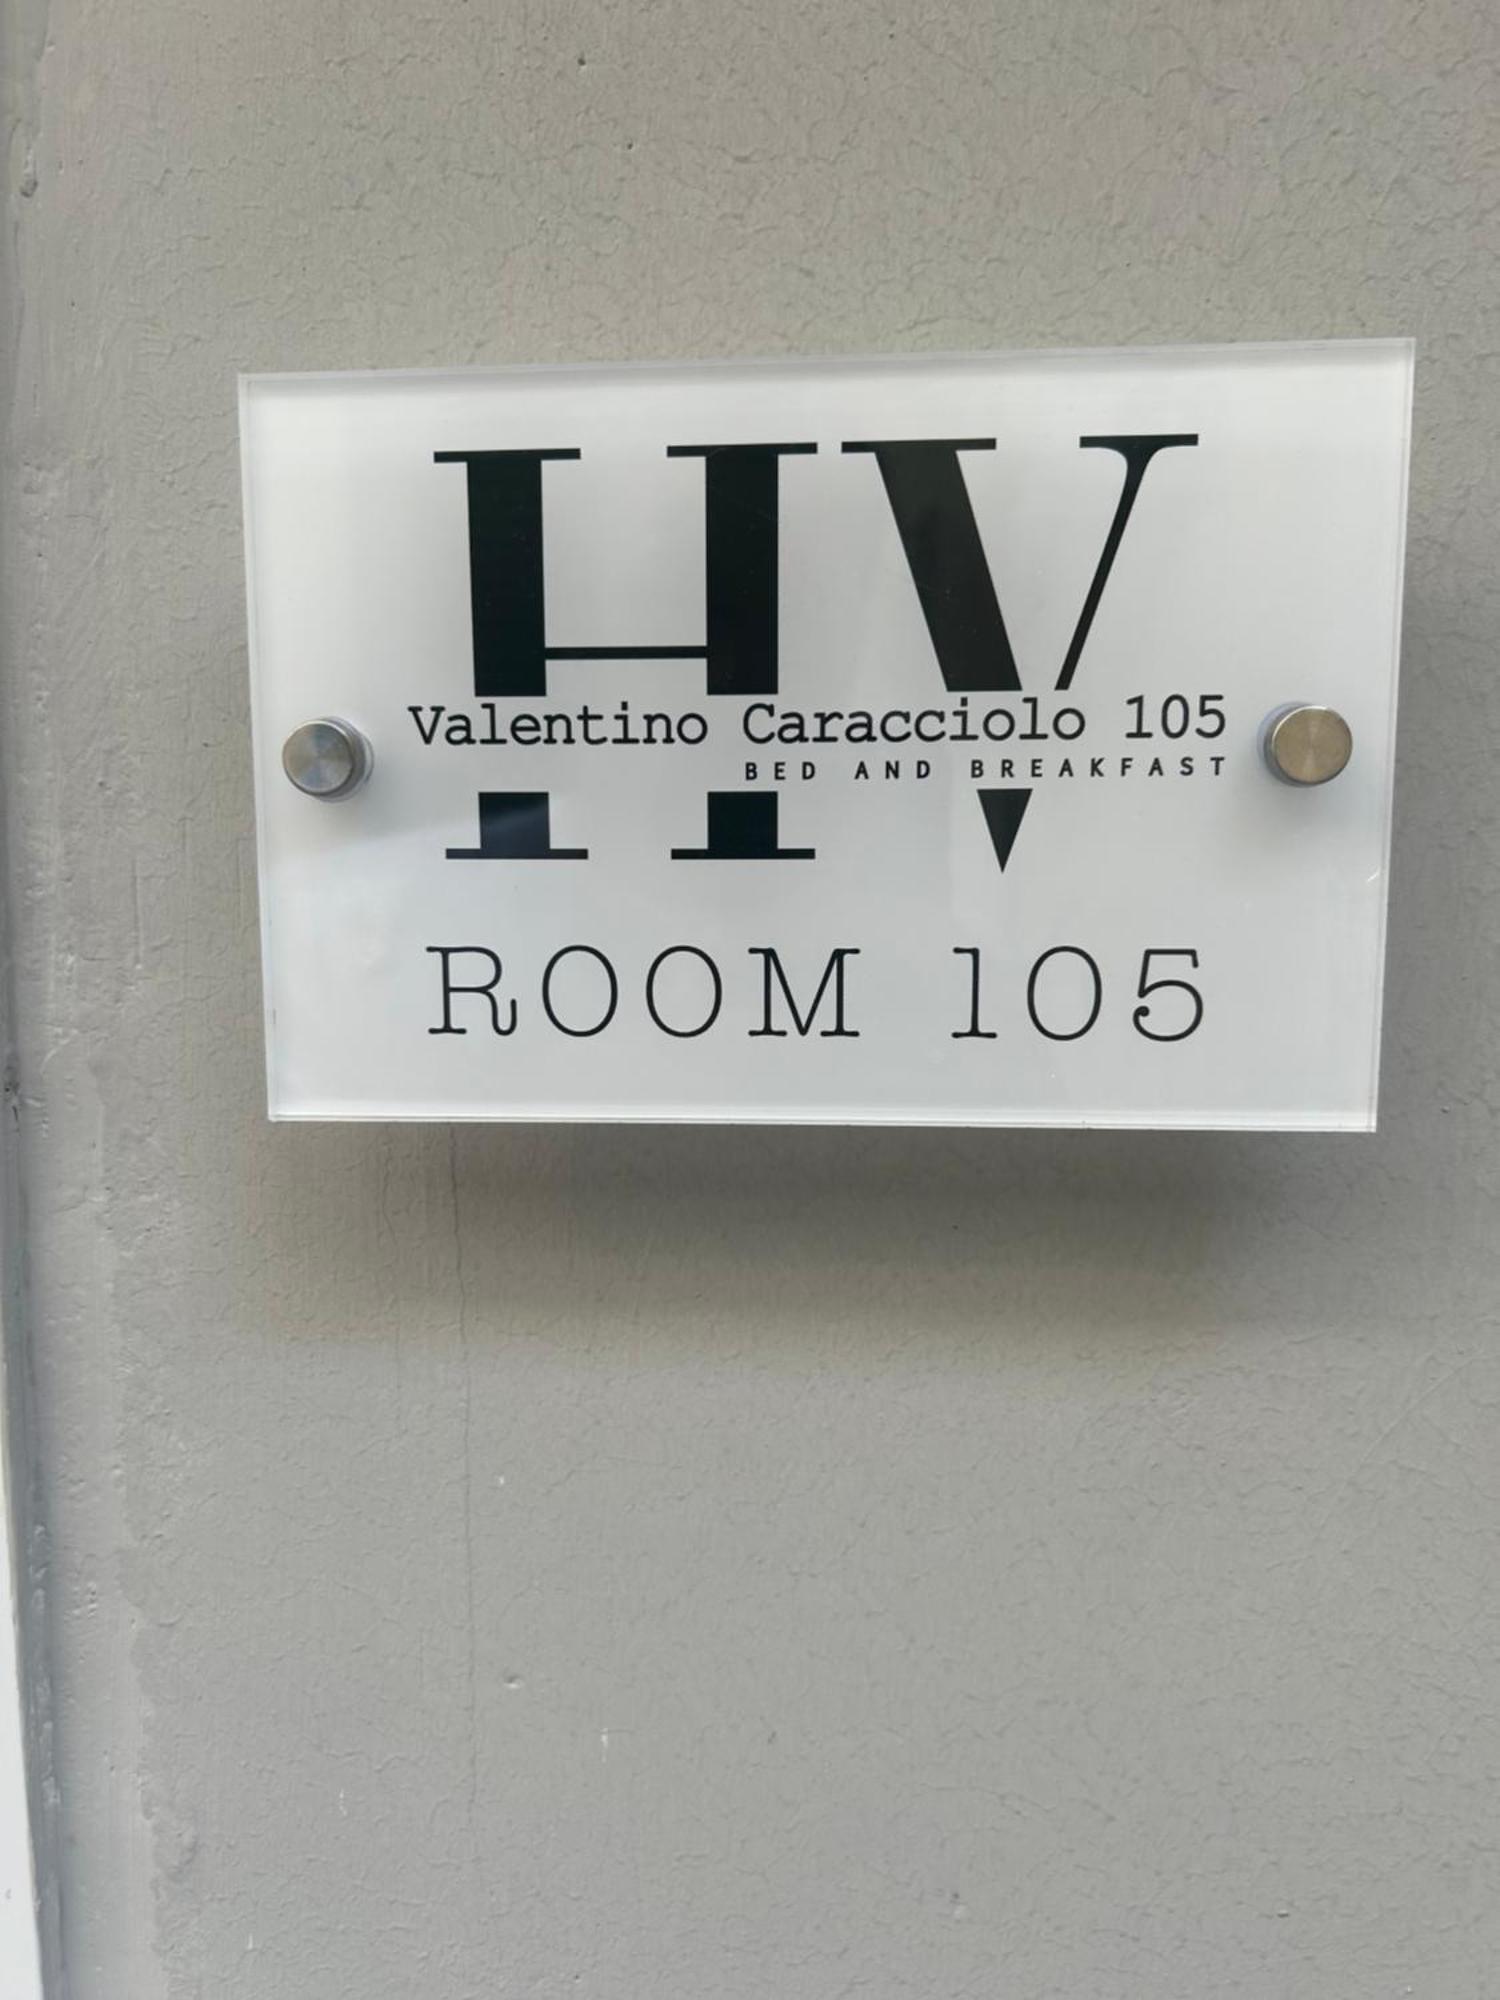 HV
Valentino Caracciolo 105
BED AND BREAKFAST
ROOM 105